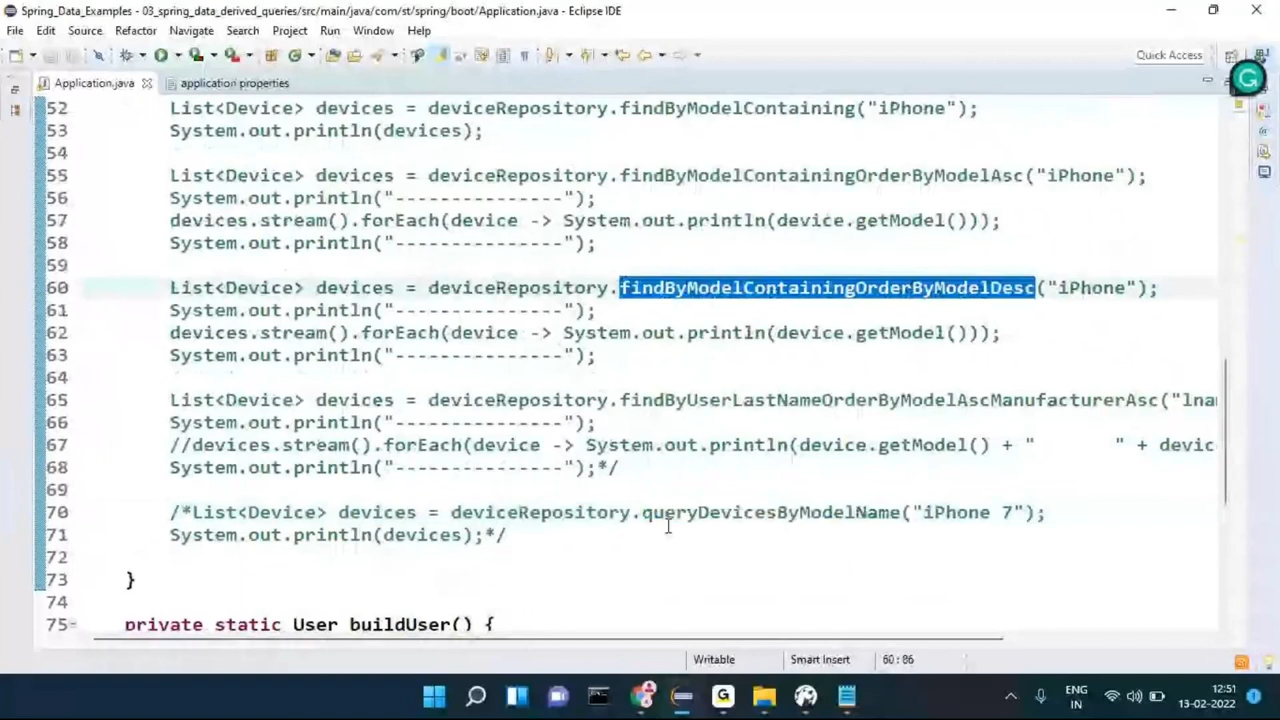 Spring_Data_Examples - 03_spring_data_derived_queries/src/main/java/com/st/spring/boot/Application.java - Eclipse IDE
File Edit Source Refactor Navigate Search Project Run Window Help
Quick Access
Application.java application.properties
52 List<Device> devices = deviceRepository.findByModelContaining("iPhone");
53 System.out.println(devices);
54
55 List<Device> devices = deviceRepository.findByModelContainingOrderByModelAsc("iPhone");
56 System.out.println("---------------");
57 devices.stream().forEach(device -> System.out.println(device.getModel()));
58 System.out.println("---------------");
59
60 List<Device> devices = deviceRepository.findByModelContainingOrderByModelDesc("iPhone");
61 System.out.println("---------------");
62 devices.stream().forEach(device -> System.out.println(device.getModel()));
63 System.out.println("---------------");
64
65 List<Device> devices = deviceRepository.findByUserLastNameOrderByModelAscManufacturerAsc("lna
66 System.out.println("---------------");
67 //devices.stream().forEach(device -> System.out.println(device.getModel() + "       " + devic
68 System.out.println("---------------");*/
69
70 /*List<Device> devices = deviceRepository.queryDevicesByModelName("iPhone 7");
71 System.out.println(devices);*/
72
73 }
74
75 private static User buildUser() {
Writable Smart Insert 60 : 86
ENG 12:51
IN 13-02-2022